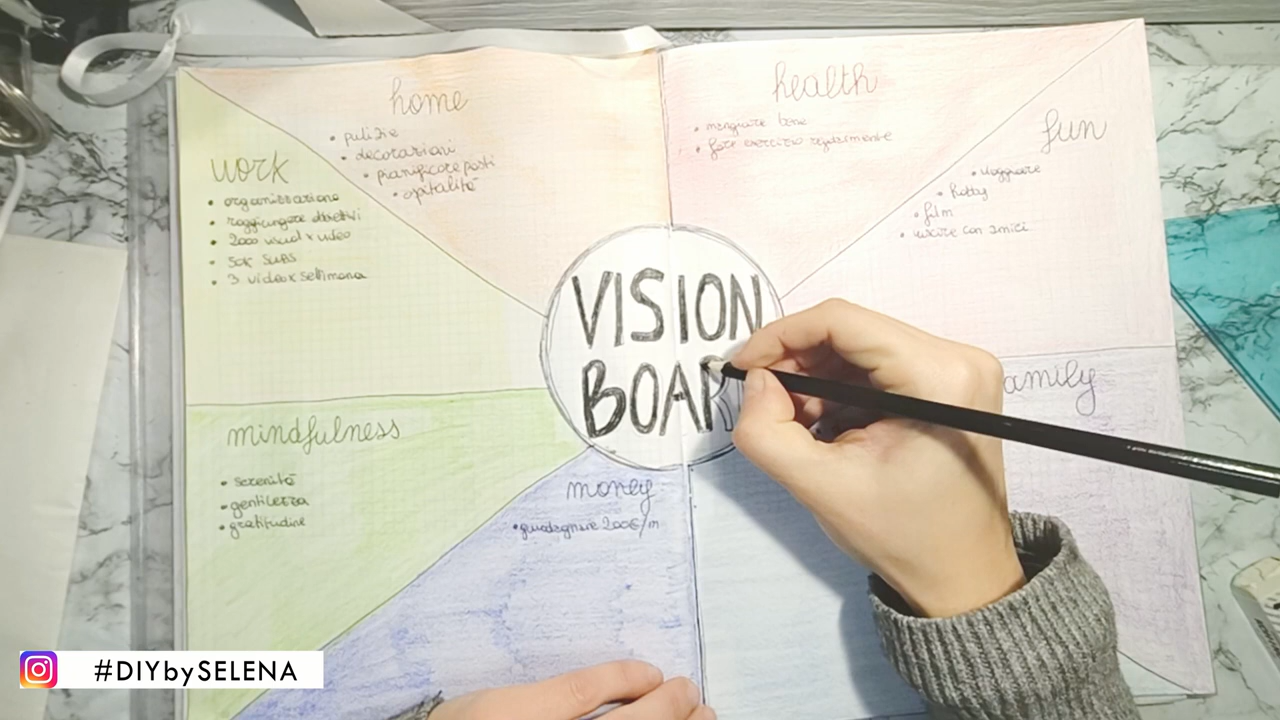 home
• pulizie
• decorazioni
• pianificare pasti
• ospitalità
health
• mangiare bene
• fare esercizio regolarmente
fun
• viaggiare
• hobby
• film
• uscire con amici
work
• organizzazione
• raggiungere obiettivi
• 2000 visual x video
• 50K SUBS
• 3 video x settimana
VISION
BOAR
amily
mindfulness
• serenità
• gentilezza
• gratitudine
money
• guadagnare 200€/m
#DIYbySELENA